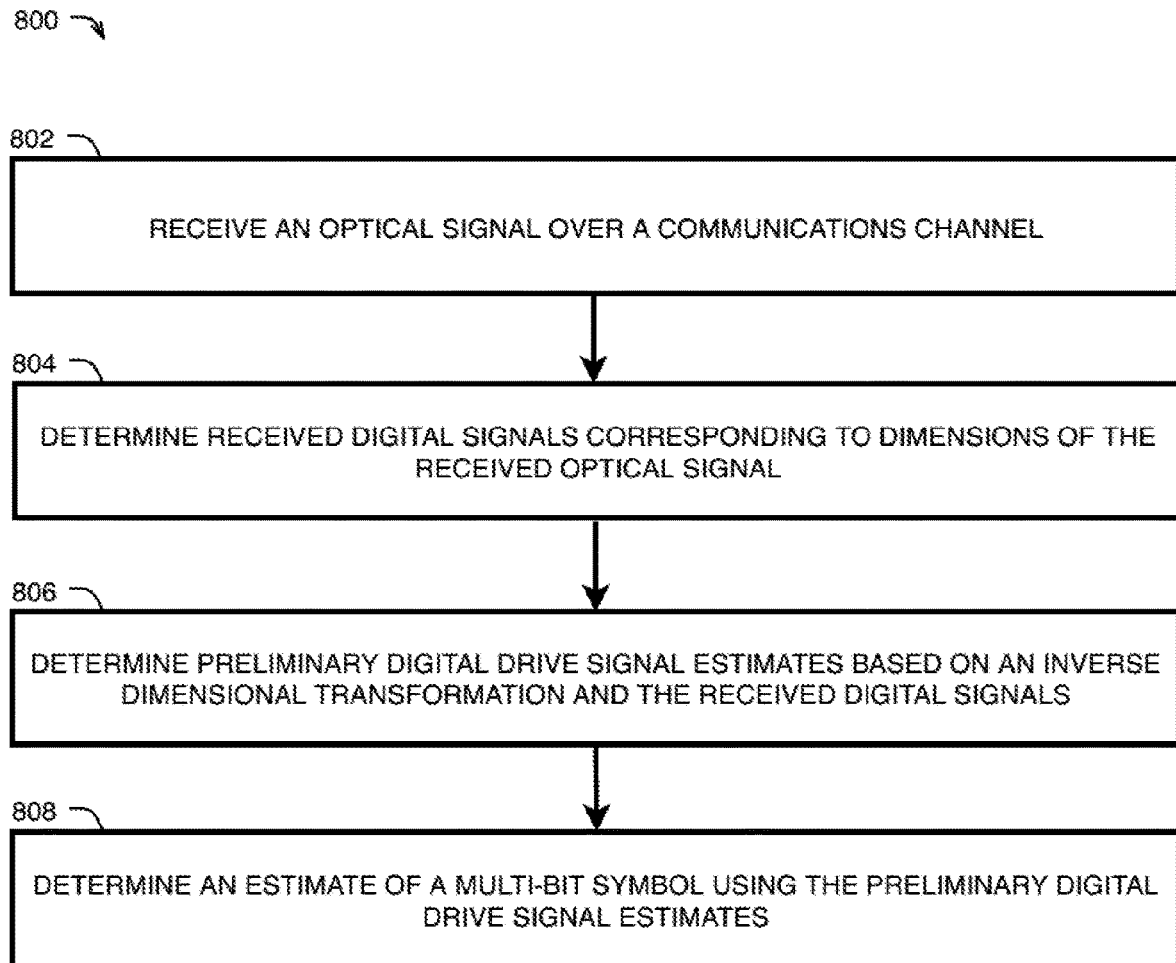 800
802
RECEIVE AN OPTICAL SIGNAL OVER A COMMUNICATIONS CHANNEL
804
DETERMINE RECEIVED DIGITAL SIGNALS CORRESPONDING TO DIMENSIONS OF THE
RECEIVED OPTICAL SIGNAL
806
DETERMINE PRELIMINARY DIGITAL DRIVE SIGNAL ESTIMATES BASED ON AN INVERSE
DIMENSIONAL TRANSFORMATION AND THE RECEIVED DIGITAL SIGNALS
808
DETERMINE AN ESTIMATE OF A MULTI-BIT SYMBOL USING THE PRELIMINARY DIGITAL
DRIVE SIGNAL ESTIMATES